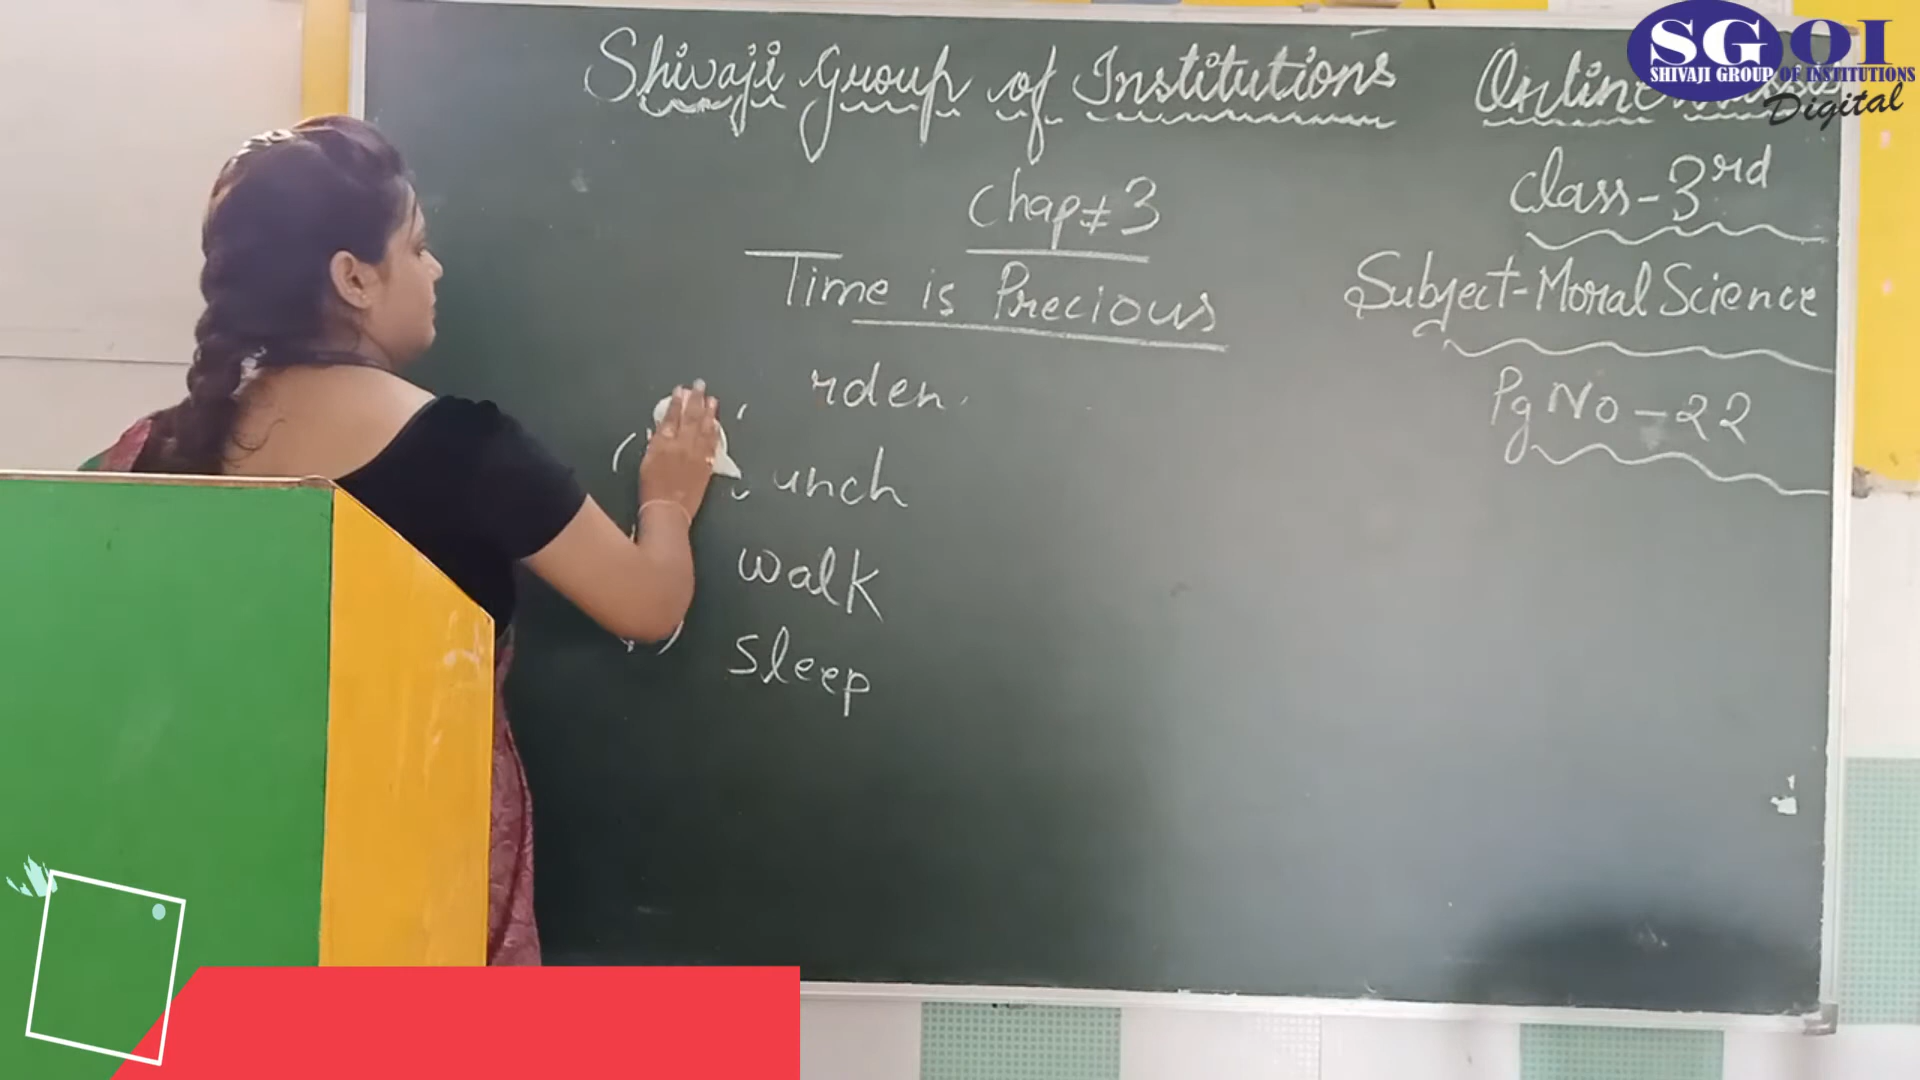 Shivaji Group of Institutions
SGOI
SHIVAJI GROUP OF INSTITUTIONS
Digital
Class-3rd
Chap≠3
Time is Precious
Subject-Moral Science
Pg No-22
rden.
unch
walk
sleep